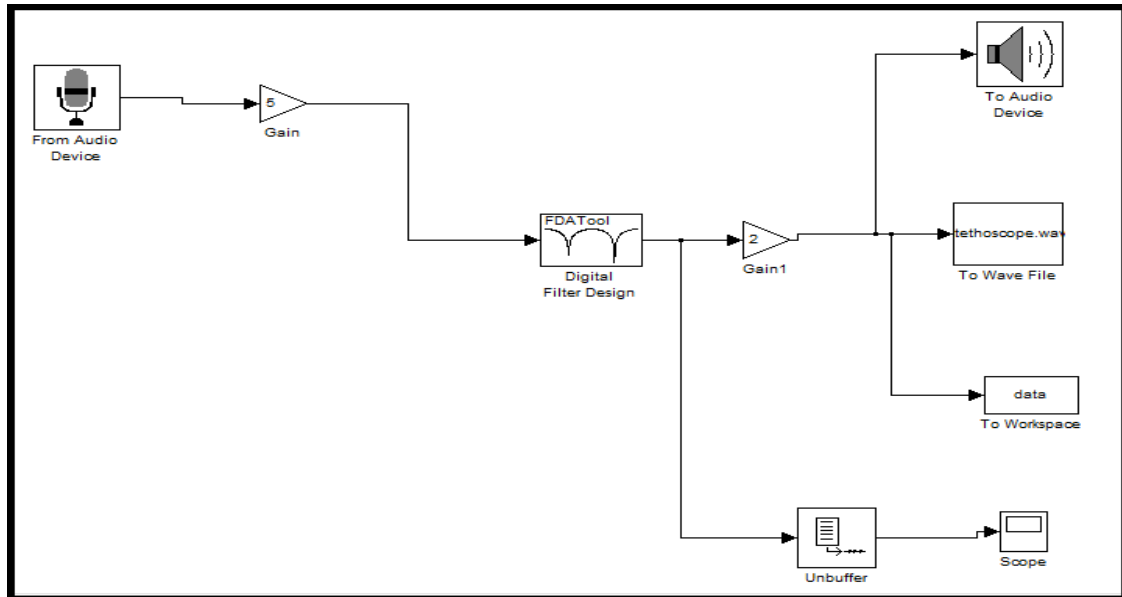 To Audio
Device
From Audio
Device
5
Gain
FDATool
Digital
Filter Design
2
Gain1
tethoscope.wav
To Wave File
data
To Workspace
Unbuffer
Scope